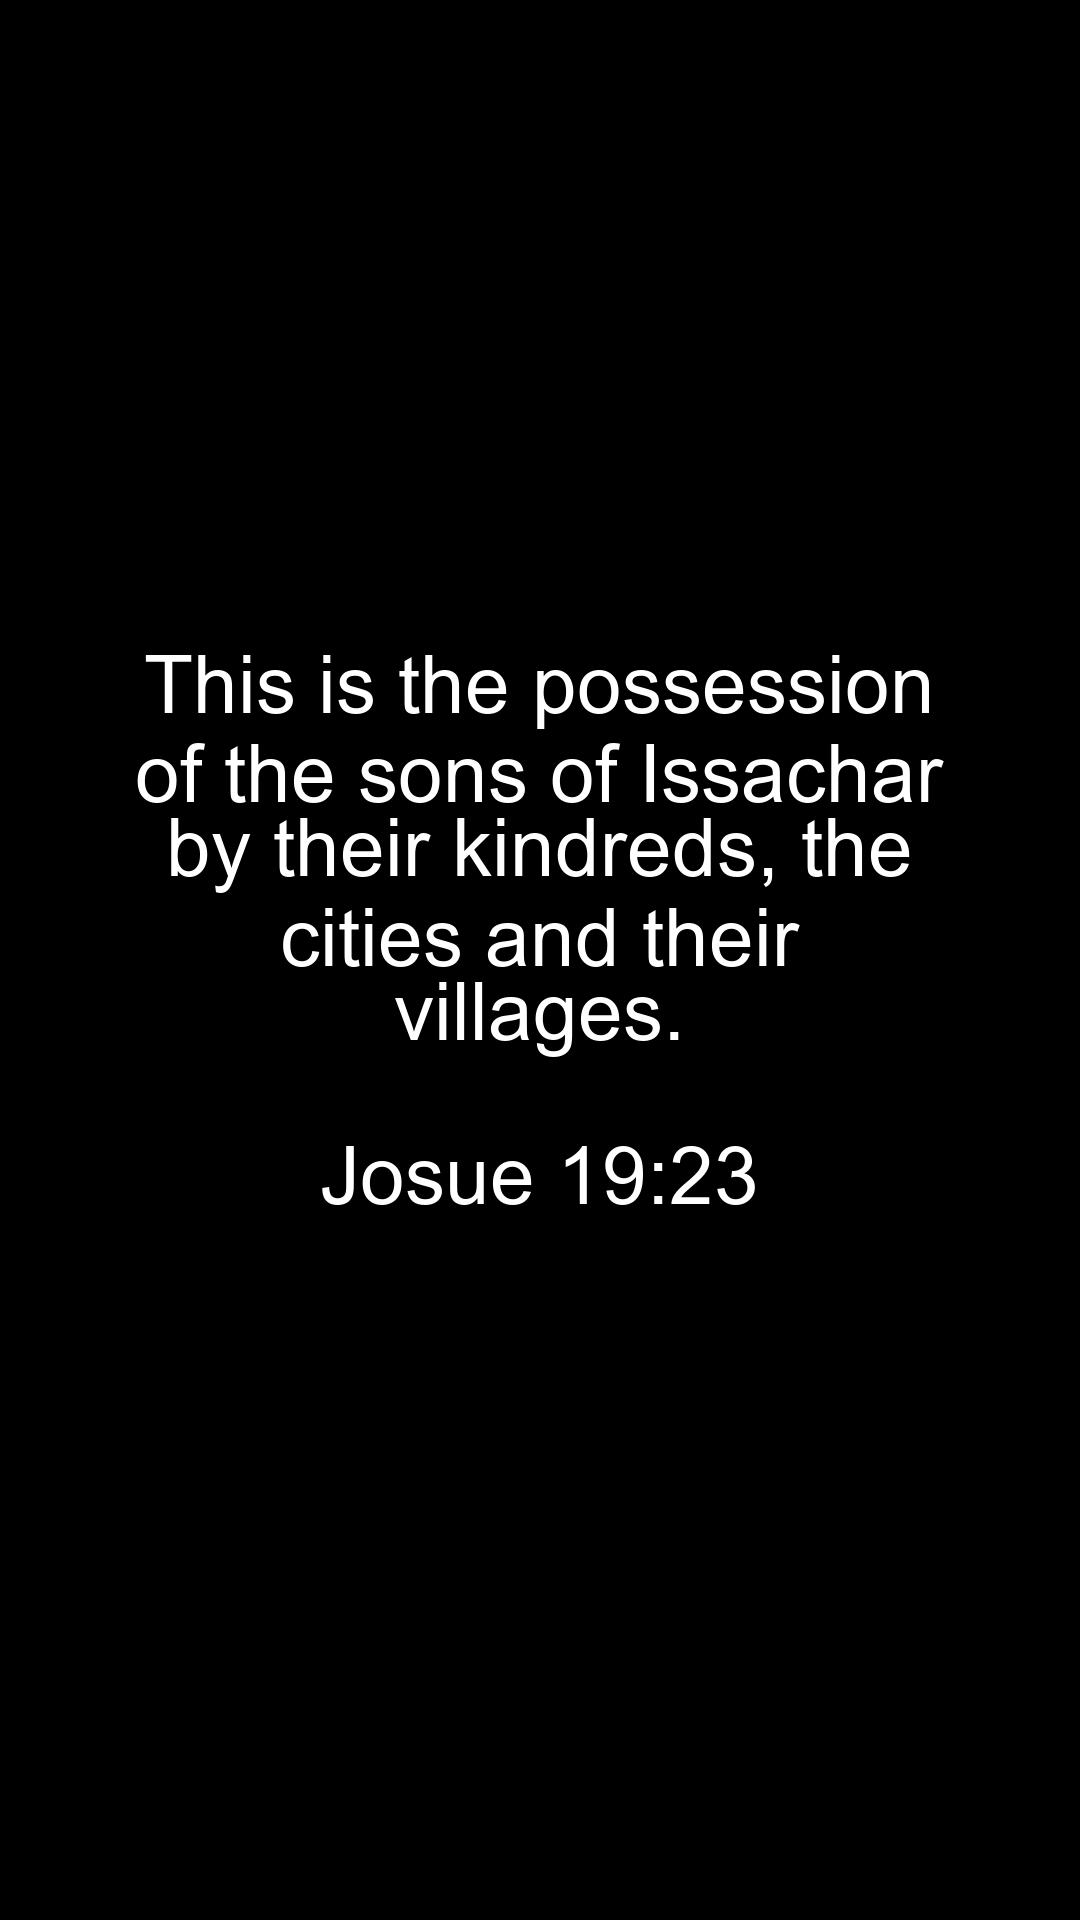 This is the possession
of the sons of Issachar
by their kindreds, the
cities and their
villages.
Josue 19:23